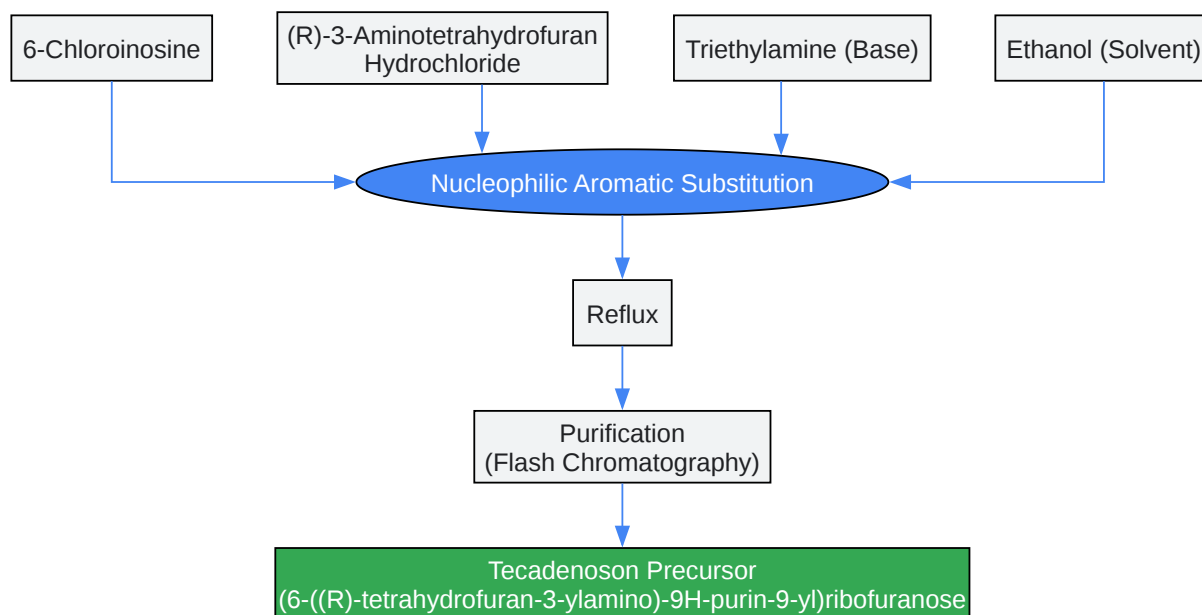 6-Chloroinosine
(R)-3-Aminotetrahydrofuran
Hydrochloride
Triethylamine (Base)
Ethanol (Solvent)
Nucleophilic Aromatic Substitution
Reflux
Purification
(Flash Chromatography)
Tecadenoson Precursor
(6-((R)-tetrahydrofuran-3-ylamino)-9H-purin-9-yl)ribofuranose